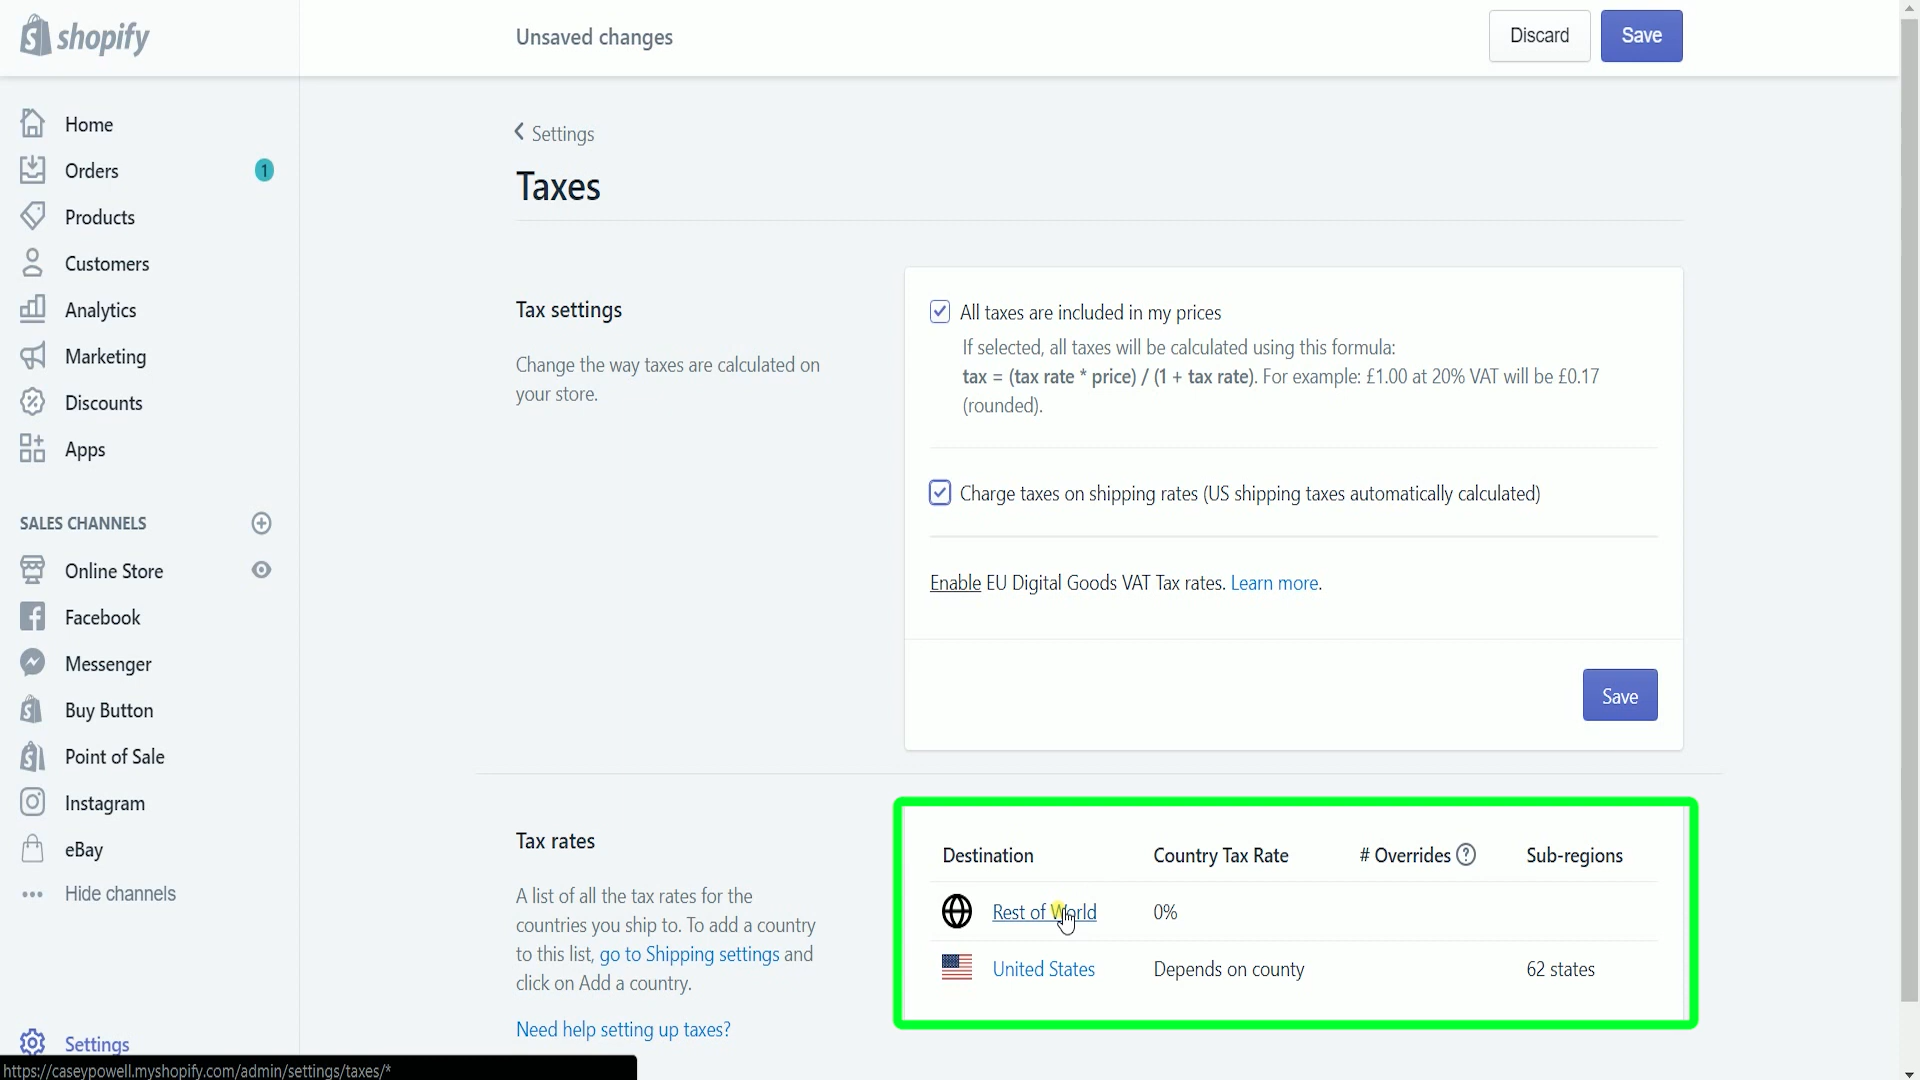 shopify
Unsaved changes
Discard
Save
Home
Orders
1
Products
Customers
Analytics
Marketing
Discounts
Apps
SALES CHANNELS
Online Store
Facebook
Messenger
Buy Button
Point of Sale
Instagram
eBay
Hide channels
Settings
Settings
Taxes
Tax settings
Change the way taxes are calculated on
your store.
All taxes are included in my prices
If selected, all taxes will be calculated using this formula:
tax = (tax rate * price) / (1 + tax rate). For example: £1.00 at 20% VAT will be £0.17
(rounded).
Charge taxes on shipping rates (US shipping taxes automatically calculated)
Enable EU Digital Goods VAT Tax rates. Learn more.
Save
Tax rates
A list of all the tax rates for the
countries you ship to. To add a country
to this list, go to Shipping settings and
click on Add a country.
Need help setting up taxes?
Destination Country Tax Rate # Overrides ? Sub-regions
Rest of World 0%
United States Depends on county 62 states
https://caseypowell.myshopify.com/admin/settings/taxes/*